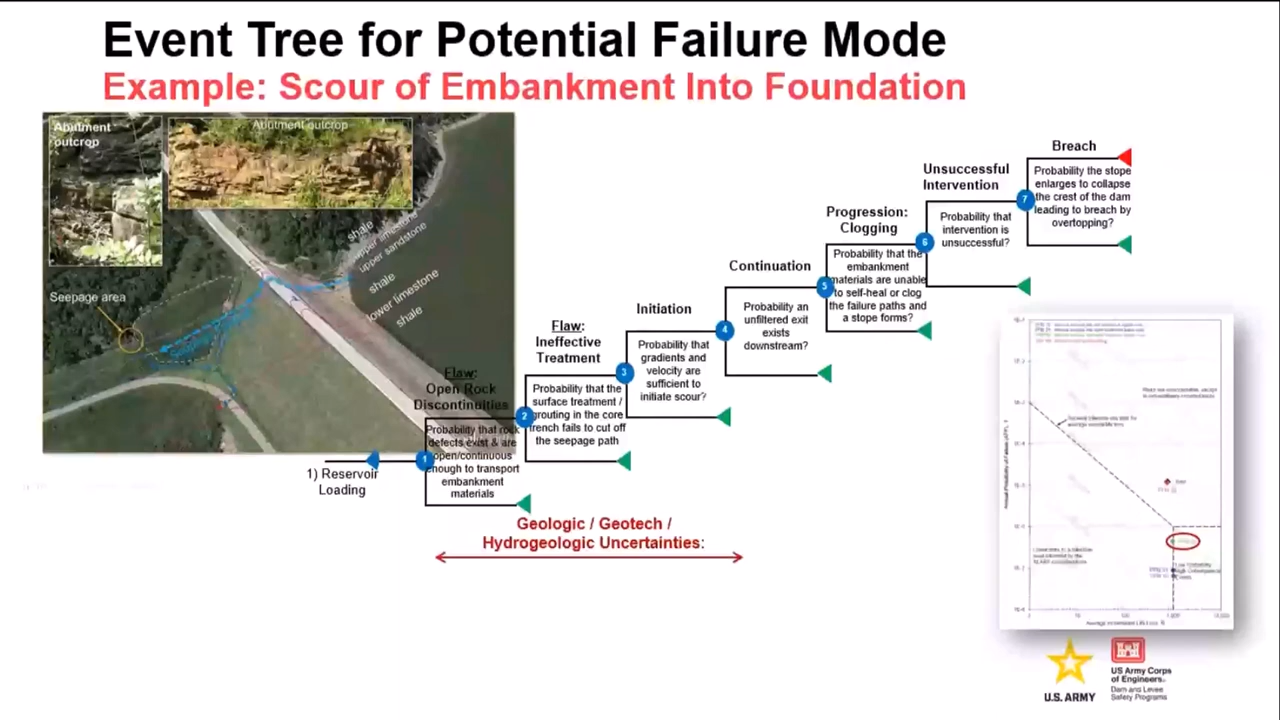 Event Tree for Potential Failure Mode
Example: Scour of Embankment Into Foundation
Abutment
outcrop
Abutment outcrop
Seepage area
shale
upper limestone
upper sandstone
shale
lower limestone
shale
1) Reservoir
Loading
1
Flaw:
Open Rock
Discontinuities
Probability that rock
defects exist & are
open/continuous
enough to transport
embankment
materials
2
Flaw:
Ineffective
Treatment
Probability that the
surface treatment /
grouting in the core
trench fails to cut off
the seepage path
3
Initiation
Probability that
gradients and
velocity are
sufficient to
initiate scour?
4
Continuation
Probability an
unfiltered exit
exists
downstream?
5
Progression:
Clogging
Probability that the
embankment
materials are unable
to self-heal or clog
the failure paths and
a stope forms?
6
Unsuccessful
Intervention
Probability that
intervention is
unsuccessful?
7
Breach
Probability the stope
enlarges to collapse
the crest of the dam
leading to breach by
overtopping?
Geologic / Geotech /
Hydrogeologic Uncertainties:
U.S. ARMY
US Army Corps
of Engineers®
Dam and Levee
Safety Programs